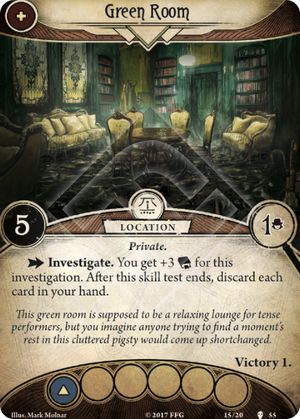 Green Room
5
1
LOCATION
Private.
Investigate. You get +3 for this
investigation. After this skill test ends, discard each
card in your hand.
This green room is supposed to be a relaxing lounge for tense
performers, but you imagine anyone trying to find a moment's
rest in this cluttered pigsty would come up shortchanged.
Victory 1.
Illus. Mark Molnar © 2017 FFG 15/20 55